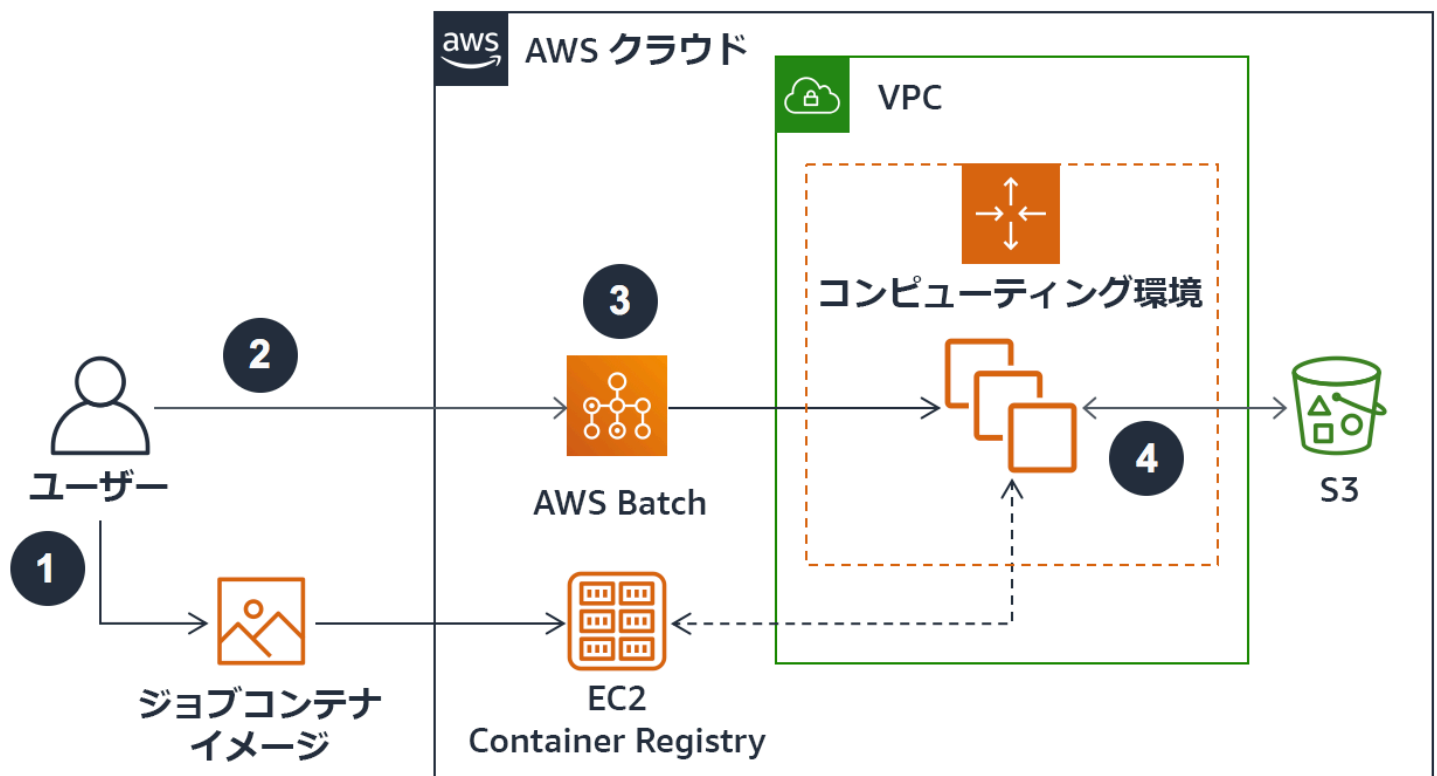 aws
AWS クラウド
VPC
コンピューティング環境
3
2
4
ユーザー
AWS Batch
S3
1
ジョブコンテナ
イメージ
EC2
Container Registry